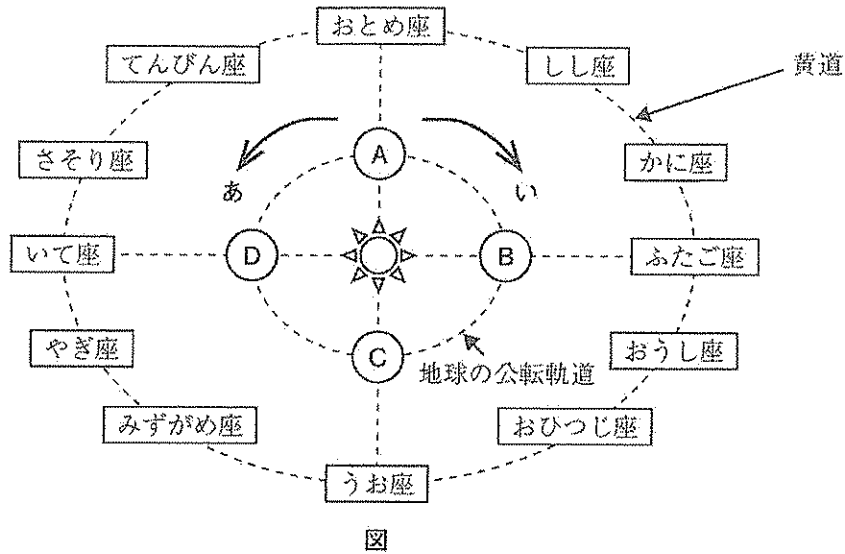 おとめ座
てんびん座
しし座
黄道
さそり座
かに座
A
あ
い
いて座
D
B
ふたご座
やぎ座
おうし座
C
地球の公転軌道
みずがめ座
おひつじ座
うお座
図